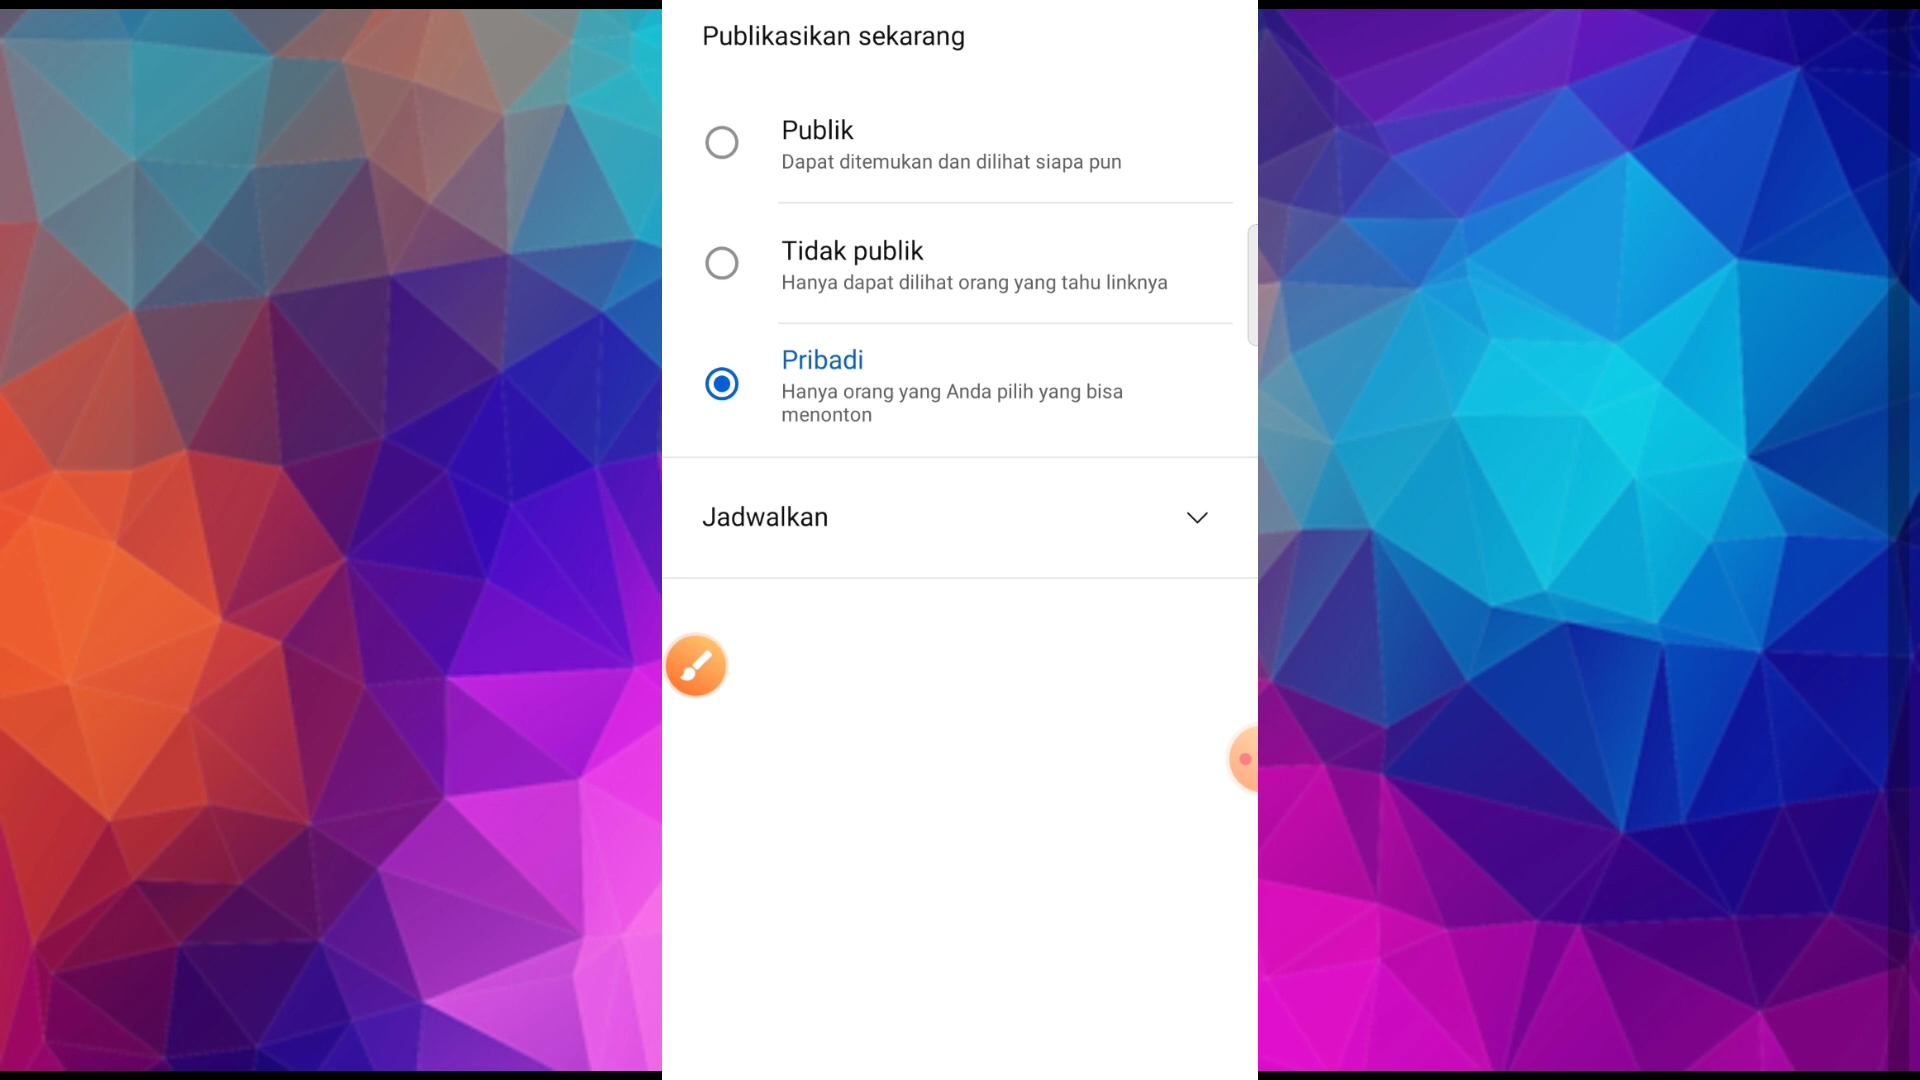 Publikasikan sekarang
Publik
Dapat ditemukan dan dilihat siapa pun
Tidak publik
Hanya dapat dilihat orang yang tahu linknya
Pribadi
Hanya orang yang Anda pilih yang bisa
menonton
Jadwalkan